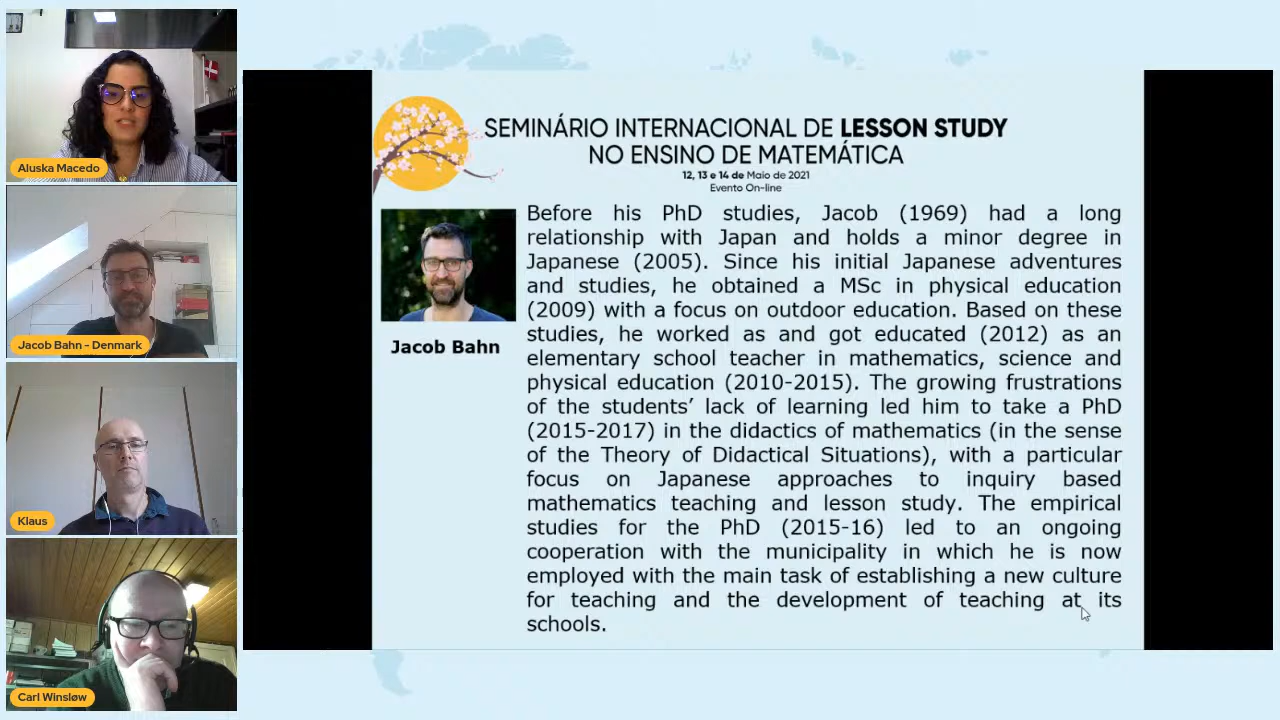 Aluska Macedo
Jacob Bahn - Denmark
Klaus
Carl Winsløw
SEMINÁRIO INTERNACIONAL DE LESSON STUDY
NO ENSINO DE MATEMÁTICA
12, 13 e 14 de Maio de 2021
Evento On-line
Jacob Bahn
Before his PhD studies, Jacob (1969) had a long
relationship with Japan and holds a minor degree in
Japanese (2005). Since his initial Japanese adventures
and studies, he obtained a MSc in physical education
(2009) with a focus on outdoor education. Based on these
studies, he worked as and got educated (2012) as an
elementary school teacher in mathematics, science and
physical education (2010-2015). The growing frustrations
of the students’ lack of learning led him to take a PhD
(2015-2017) in the didactics of mathematics (in the sense
of the Theory of Didactical Situations), with a particular
focus on Japanese approaches to inquiry based
mathematics teaching and lesson study. The empirical
studies for the PhD (2015-16) led to an ongoing
cooperation with the municipality in which he is now
employed with the main task of establishing a new culture
for teaching and the development of teaching at its
schools.